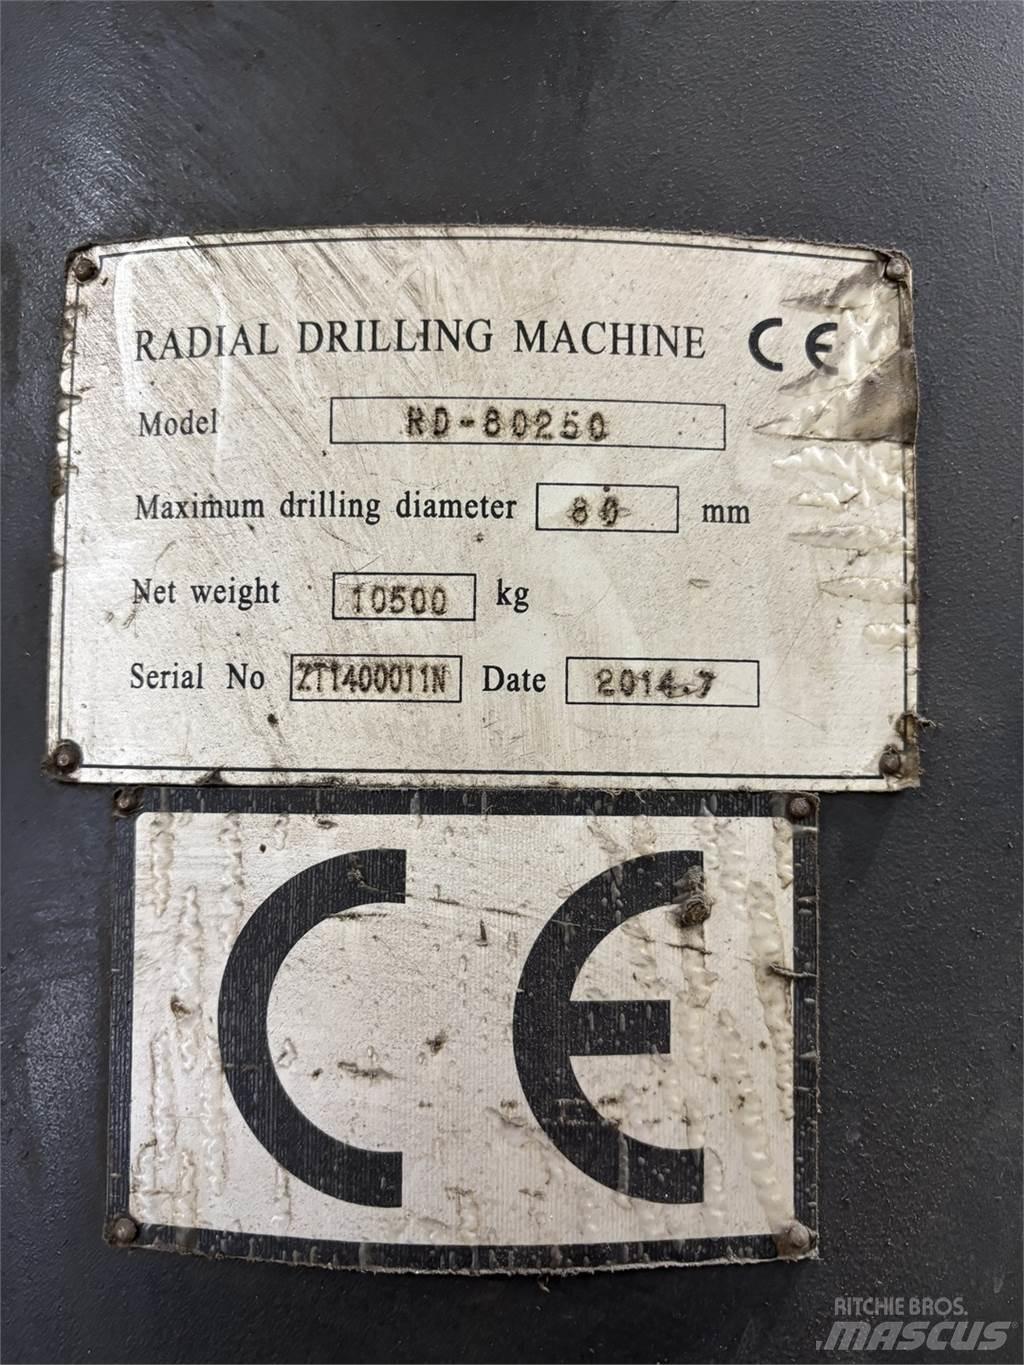 RADIAL DRILLING MACHINE CE
Model RD-80250
Maximum drilling diameter 80 mm
Net weight 10500 kg
Serial No ZT1400011N Date 2014.7
CE
RITCHIE BROS.
MASCUS